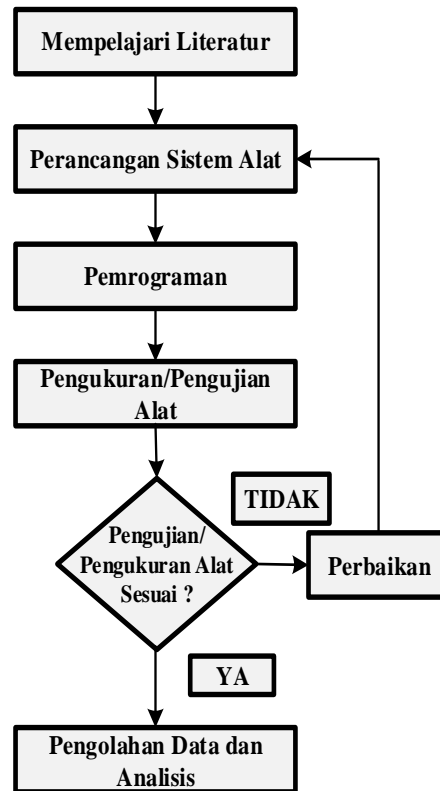 Mempelajari Literatur
Perancangan Sistem Alat
Pemrograman
Pengukuran/Pengujian
Alat
TIDAK
Pengujian/
Pengukuran Alat
Sesuai ?
Perbaikan
YA
Pengolahan Data dan
Analisis